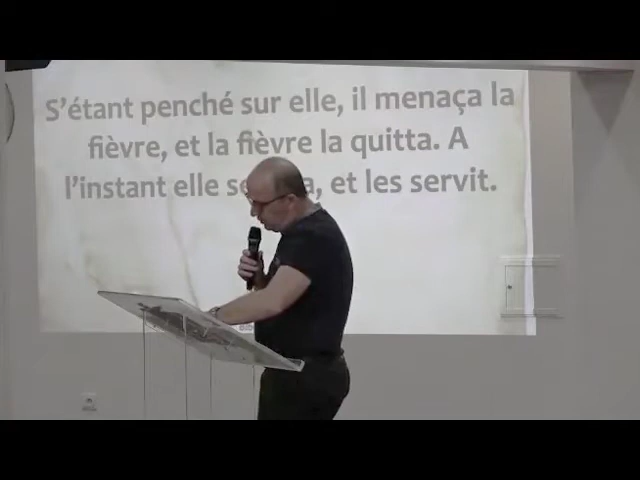 S'étant penché sur elle, il menaça la
fièvre, et la fièvre la quitta. A
l'instant elle et les servit.